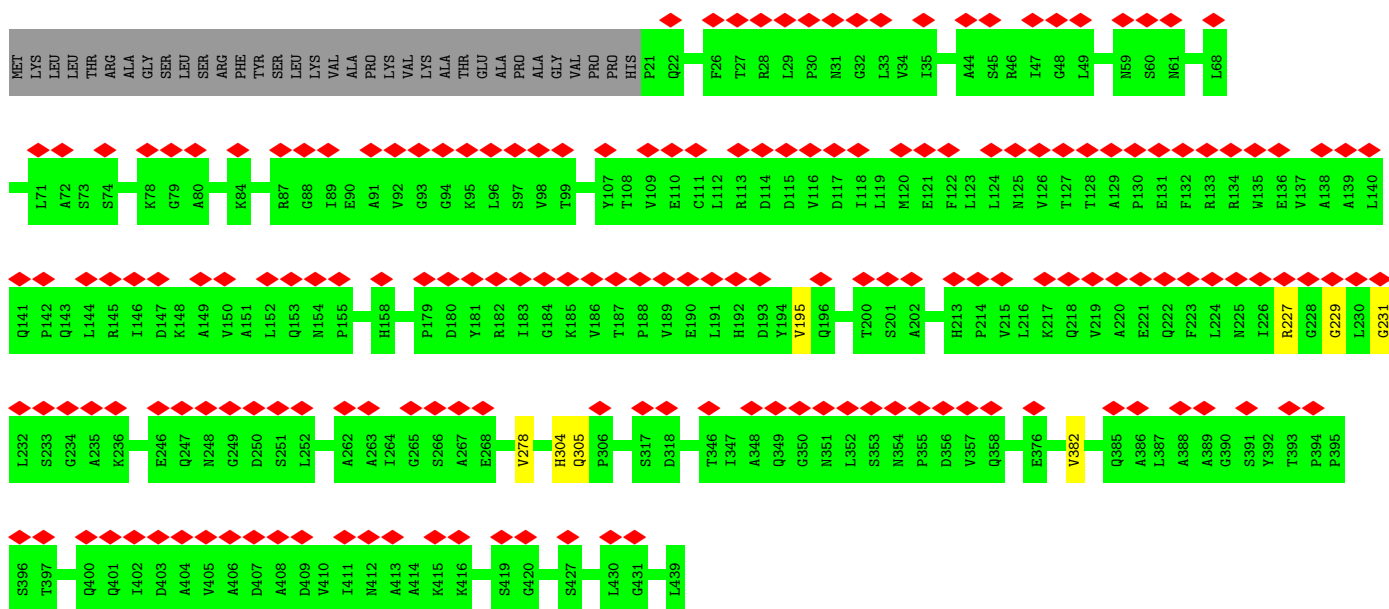 MET LYS LEU LEU THR ARG ALA GLY SER LEU SER ARG PHE TYR SER LEU LYS VAL ALA PRO LYS VAL LYS ALA THR GLU ALA PRO ALA GLY VAL PRO PRO HIS P21 Q22 F26 T27 R28 L29 P30 N31 G32 L33 V34 I35 A44 S45 R46 I47 G48 L49 N59 S60 N61 L68
L71 A72 S73 S74 K78 G79 A80 K84 R87 G88 I89 E90 A91 V92 G93 G94 K95 L96 S97 V98 T99 Y107 T108 V109 E110 C111 L112 R113 D114 D115 V116 D117 I118 L119 M120 E121 F122 L123 L124 N125 V126 T127 T128 A129 P130 E131 F132 R133 R134 W135 E136 V137 A138 A139 L140
Q141 P142 Q143 L144 R145 I146 D147 K148 A149 V150 A151 L152 Q153 N154 P155 H158 P179 D180 Y181 R182 I183 G184 K185 V186 T187 P188 V189 E190 L191 H192 D193 Y194 V195 Q196 T200 S201 A202 H213 P214 V215 L216 K217 Q218 V219 A220 E221 Q222 F223 L224 N225 I226 R227 G228 G229 L230 G231
L232 S233 G234 A235 K236 E246 Q247 N248 G249 D250 S251 L252 A262 A263 I264 G265 S266 A267 E268 V278 H304 Q305 P306 S317 D318 T346 I347 A348 Q349 G350 N351 L352 S353 N354 P355 D356 V357 Q358 E376 V382 Q385 A386 L387 A388 A389 G390 S391 Y392 T393 P394 P395
S396 T397 Q400 Q401 I402 D403 A404 V405 A406 D407 A408 D409 V410 I411 N412 A413 A414 K415 K416 S419 G420 S427 L430 G431 L439